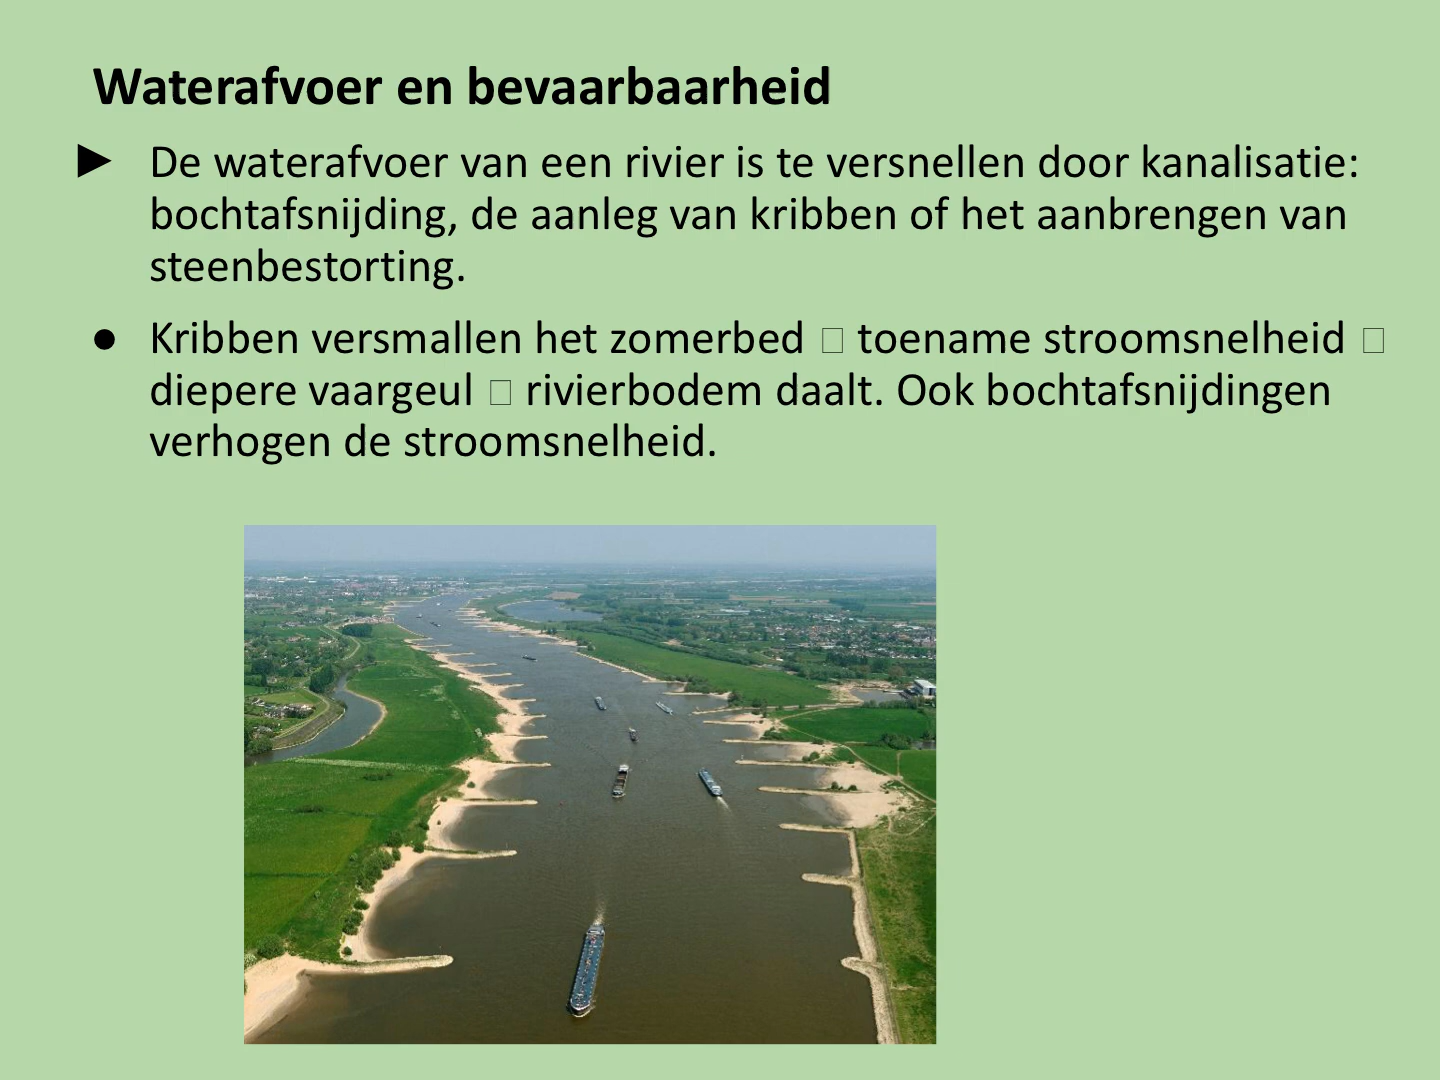 Waterafvoer en bevaarbaarheid
► De waterafvoer van een rivier is te versnellen door kanalisatie:
bochtafsnijding, de aanleg van kribben of het aanbrengen van
steenbestorting.
● Kribben versmallen het zomerbed □ toename stroomsnelheid □
diepere vaargeul □ rivierbodem daalt. Ook bochtafsnijdingen
verhogen de stroomsnelheid.